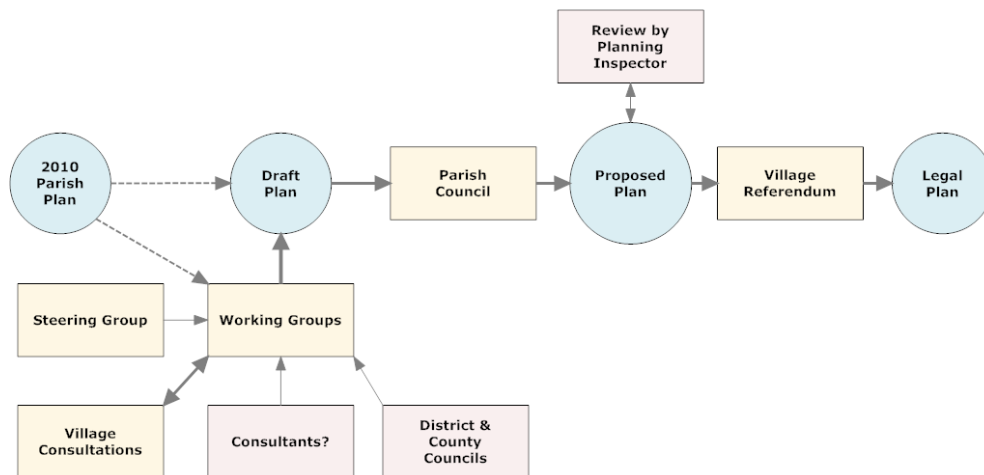 Review by
Planning
Inspector
2010
Parish
Plan
Draft
Plan
Parish
Council
Proposed
Plan
Village
Referendum
Legal
Plan
Steering Group
Working Groups
Village
Consultations
Consultants?
District &
County
Councils